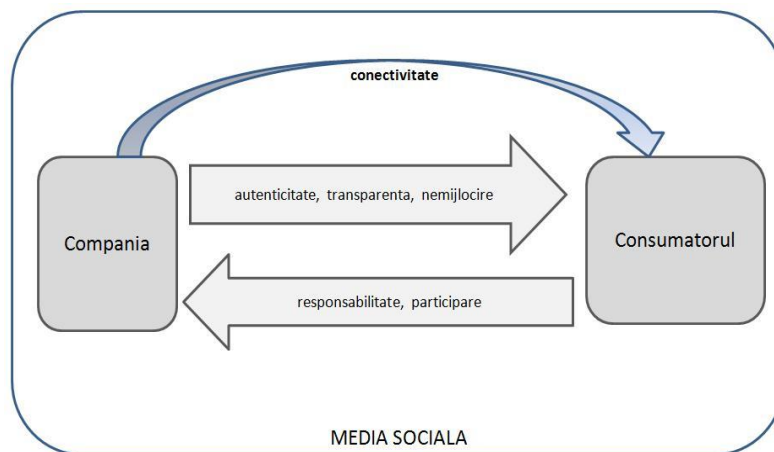 conectivitate
autenticitate, transparenta, nemijlocire
Compania
Consumatorul
responsabilitate, participare
MEDIA SOCIALA